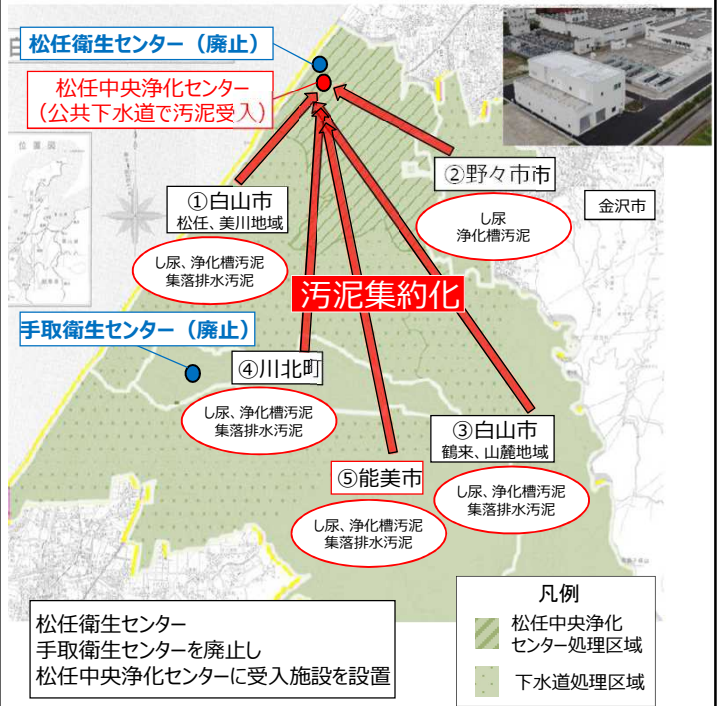 松任衛生センター（廃止）
松任中央浄化センター
（公共下水道で汚泥受入）
位置図
①白山市
松任、美川地域
し尿、浄化槽汚泥
集落排水汚泥
②野々市市
し尿
浄化槽汚泥
金沢市
汚泥集約化
手取衛生センター（廃止）
④川北町
し尿、浄化槽汚泥
集落排水汚泥
③白山市
鶴来、山麓地域
し尿、浄化槽汚泥
集落排水汚泥
⑤能美市
し尿、浄化槽汚泥
集落排水汚泥
松任衛生センター
手取衛生センターを廃止し
松任中央浄化センターに受入施設を設置
凡例
松任中央浄化
センター処理区域
下水道処理区域